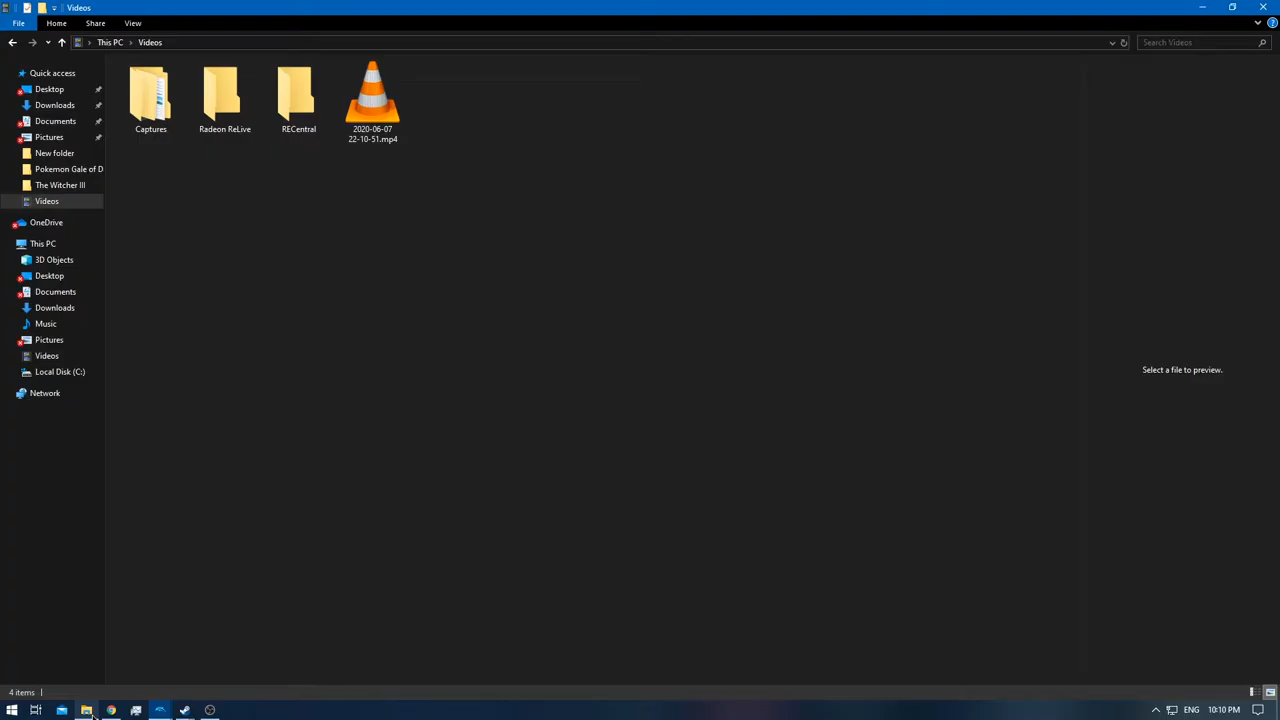 Videos
File Home Share View
This PC Videos
Search Videos
Quick access
Desktop
Downloads
Documents
Pictures
New folder
Pokemon Gale of D
The Witcher III
Videos
OneDrive
This PC
3D Objects
Desktop
Documents
Downloads
Music
Pictures
Videos
Local Disk (C:)
Network
Captures
Radeon ReLive
RECentral
2020-06-07
22-10-51.mp4
Select a file to preview.
4 items
ENG 10:10 PM